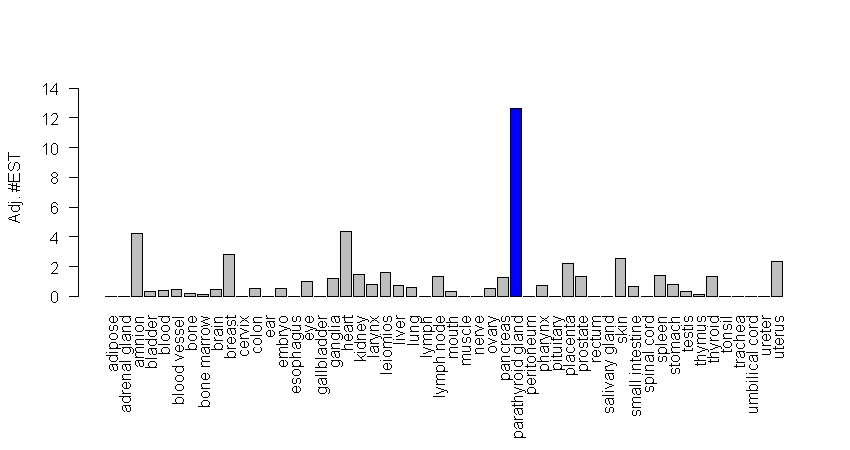 14
12
10
8
6
4
2
0
Adj. #EST
adipose
adrenal gland
amnion
bladder
blood
blood vessel
bone
bone marrow
brain
breast
cervix
colon
ear
embryo
esophagus
eye
gallbladder
ganglia
heart
kidney
larynx
leiomios
liver
lung
lymph
lymph node
mouth
muscle
nerve
ovary
pancreas
parathyroid gland
peritoneum
pharynx
pituitary
placenta
prostate
rectum
salivary gland
skin
small intestine
spinal cord
spleen
stomach
testis
thymus
thyroid
tonsil
trachea
umbilical cord
ureter
uterus